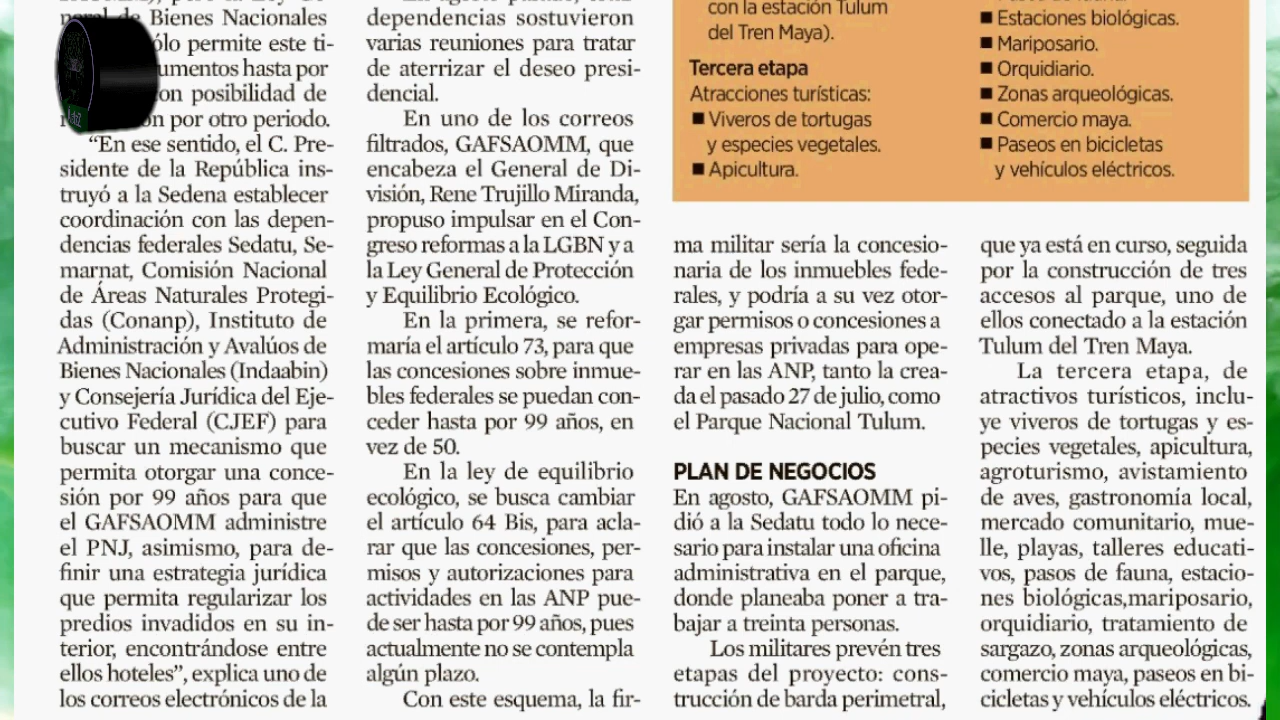 de Bienes Nacionales
ólo permite este ti-
umentos hasta por
on posibilidad de
ón por otro periodo.
“En ese sentido, el C. Pre-
sidente de la República ins-
truyó a la Sedena establecer
coordinación con las depen-
dencias federales Sedatu, Se-
marnat, Comisión Nacional
de Áreas Naturales Protegi-
das (Conanp), Instituto de
Administración y Avalúos de
Bienes Nacionales (Indaabin)
y Consejería Jurídica del Eje-
cutivo Federal (CJEF) para
buscar un mecanismo que
permita otorgar una conce-
sión por 99 años para que
el GAFSAOMM administre
el PNJ, asimismo, para de-
finir una estrategia jurídica
que permita regularizar los
predios invadidos en su in-
terior, encontrándose entre
ellos hoteles”, explica uno de
los correos electrónicos de la
dependencias sostuvieron
varias reuniones para tratar
de aterrizar el deseo presi-
dencial.
En uno de los correos
filtrados, GAFSAOMM, que
encabeza el General de Di-
visión, Rene Trujillo Miranda,
propuso impulsar en el Con-
greso reformas a la LGBN y a
la Ley General de Protección
y Equilibrio Ecológico.
En la primera, se refor-
maría el artículo 73, para que
las concesiones sobre inmue-
bles federales se puedan con-
ceder hasta por 99 años, en
vez de 50.
En la ley de equilibrio
ecológico, se busca cambiar
el artículo 64 Bis, para acla-
rar que las concesiones, per-
misos y autorizaciones para
actividades en las ANP pue-
de ser hasta por 99 años, pues
actualmente no se contempla
algún plazo.
Con este esquema, la fir-
con la estación Tulum
del Tren Maya).
Tercera etapa
Atracciones turísticas:
■ Viveros de tortugas
y especies vegetales.
■ Apicultura.
■ Estaciones biológicas.
■ Mariposario.
■ Orquidiario.
■ Zonas arqueológicas.
■ Comercio maya.
■ Paseos en bicicletas
y vehículos eléctricos.
ma militar sería la concesio-
naria de los inmuebles fede-
rales, y podría a su vez otor-
gar permisos o concesiones a
empresas privadas para ope-
rar en las ANP, tanto la crea-
da el pasado 27 de julio, como
el Parque Nacional Tulum.
PLAN DE NEGOCIOS
En agosto, GAFSAOMM pi-
dió a la Sedatu todo lo nece-
sario para instalar una oficina
administrativa en el parque,
donde planeaba poner a tra-
bajar a treinta personas.
Los militares prevén tres
etapas del proyecto: cons-
trucción de barda perimetral,
que ya está en curso, seguida
por la construcción de tres
accesos al parque, uno de
ellos conectado a la estación
Tulum del Tren Maya.
La tercera etapa, de
atractivos turísticos, inclu-
ye viveros de tortugas y es-
pecies vegetales, apicultura,
agroturismo, avistamiento
de aves, gastronomía local,
mercado comunitario, mue-
lle, playas, talleres educati-
vos, pasos de fauna, estacio-
nes biológicas,mariposario,
orquidiario, tratamiento de
sargazo, zonas arqueológicas,
comercio maya, paseos en bi-
cicletas y vehículos eléctricos.